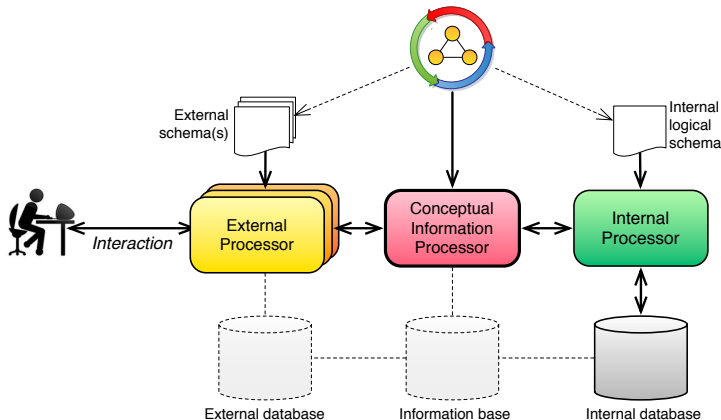 External
schema(s)
Internal
logical
schema
External
Processor
Conceptual
Information
Processor
Internal
Processor
Interaction
External database
Information base
Internal database